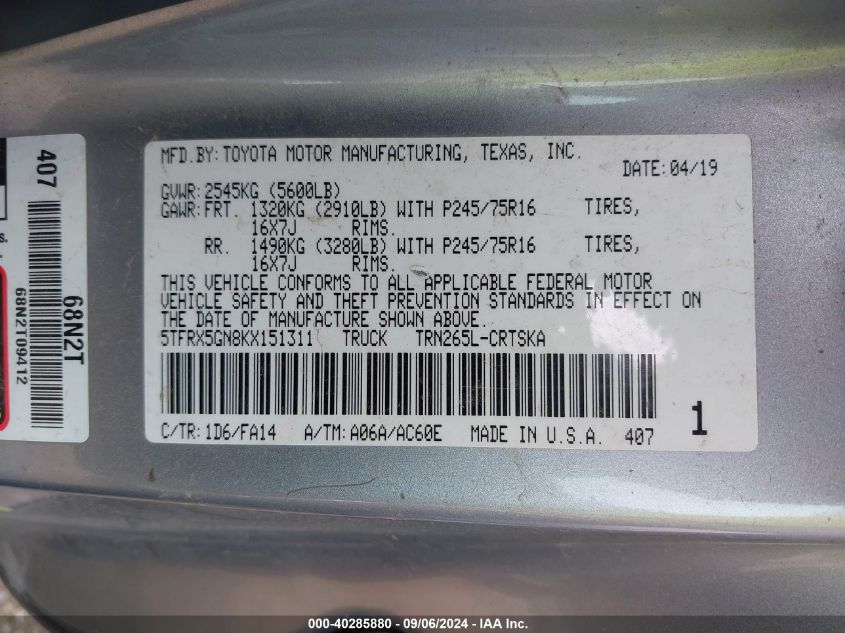 407
68N2T
68N2T09412
s.
MFD.BY: TOYOTA MOTOR MANUFACTURING, TEXAS, INC.
DATE: 04/19
GVWR: 2545KG (5600LB)
GAWR: FRT. 1320KG (2910LB) WITH P245/75R16 TIRES,
16X7J RIMS.
RR. 1490KG (3280LB) WITH P245/75R16 TIRES,
16X7J RIMS.
THIS VEHICLE CONFORMS TO ALL APPLICABLE FEDERAL MOTOR
VEHICLE SAFETY AND THEFT PREVENTION STANDARDS IN EFFECT ON
THE DATE OF MANUFACTURE SHOWN ABOVE.
5TFRX5GN8KX151311 TRUCK TRN265L-CRTSKA
C/TR: 1D6/FA14 A/TM: A06A/AC60E MADE IN U.S.A. 407
1
000-40285880 - 09/06/2024 - IAA Inc.